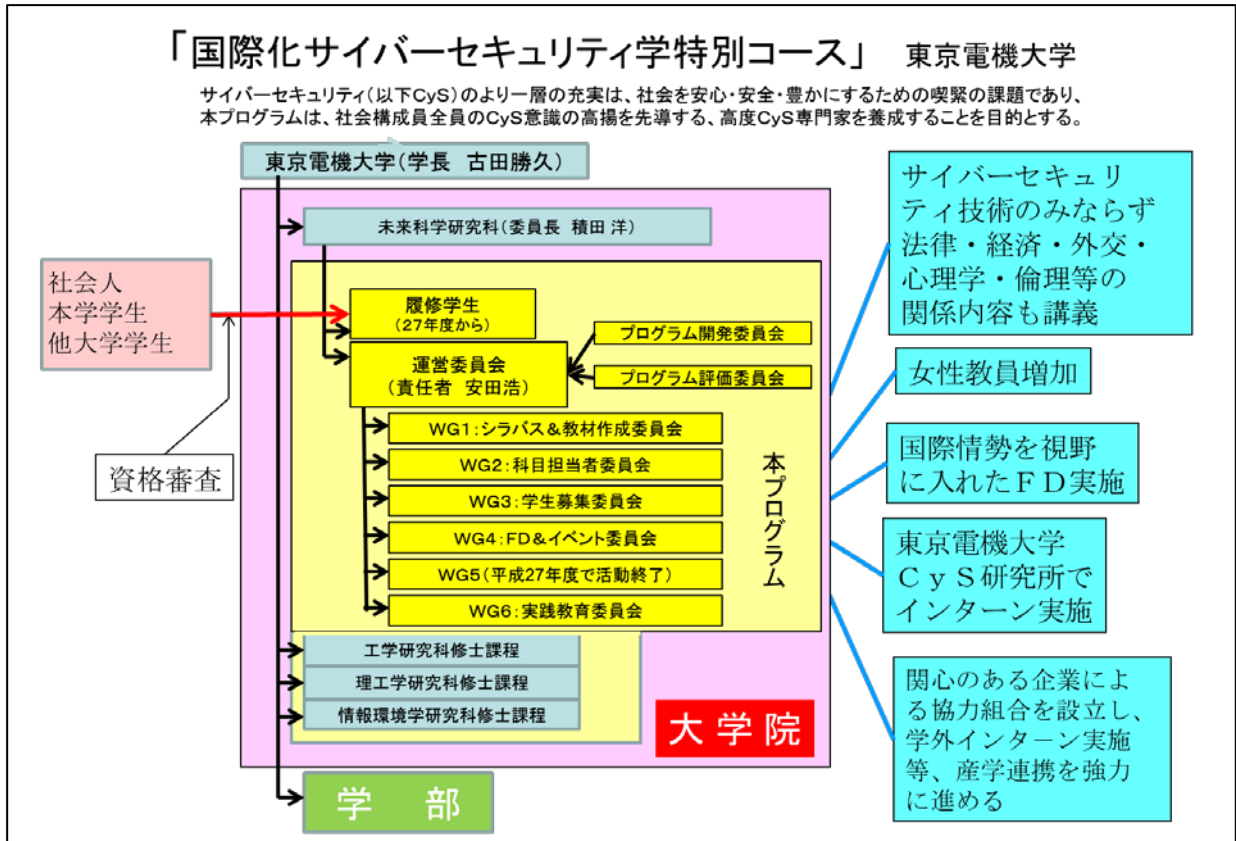 「国際化サイバーセキュリティ学特別コース」 東京電機大学
サイバーセキュリティ(以下CyS)のより一層の充実は、社会を安心・安全・豊かにするための喫緊の課題であり、
本プログラムは、社会構成員全員のCyS意識の高揚を先導する、高度CyS専門家を養成することを目的とする。
東京電機大学(学長 古田勝久)
未来科学研究科(委員長 積田 洋)
社会人
本学学生
他大学学生
資格審査
履修学生
(27年度から)
運営委員会
(責任者 安田浩)
プログラム開発委員会
プログラム評価委員会
WG1:シラバス&教材作成委員会
WG2:科目担当者委員会
WG3:学生募集委員会
WG4:FD&イベント委員会
WG5(平成27年度で活動終了)
WG6:実践教育委員会
本プログラム
工学研究科修士課程
理工学研究科修士課程
情報環境学研究科修士課程
大学院
学 部
サイバーセキュリ
ティ技術のみならず
法律・経済・外交・
心理学・倫理等の
関係内容も講義
女性教員増加
国際情勢を視野
に入れたFD実施
東京電機大学
CyS研究所で
インターン実施
関心のある企業によ
る協力組合を設立し、
学外インターン実施
等、産学連携を強力
に進める